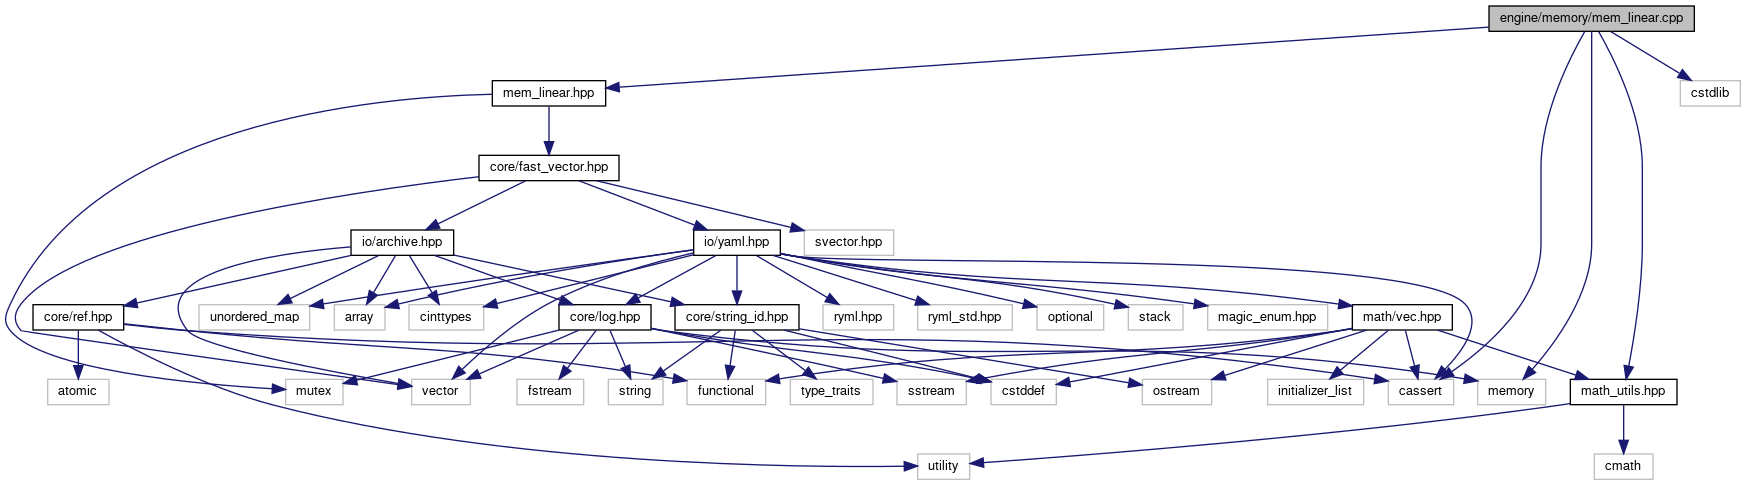 engine/memory/mem_linear.cpp
mem_linear.hpp
cstdlib
core/fast_vector.hpp
io/archive.hpp
io/yaml.hpp
svector.hpp
core/ref.hpp
unordered_map
array
cinttypes
core/log.hpp
core/string_id.hpp
ryml.hpp
ryml_std.hpp
optional
stack
magic_enum.hpp
math/vec.hpp
atomic
mutex
vector
fstream
string
functional
type_traits
sstream
cstddef
ostream
initializer_list
cassert
memory
math_utils.hpp
utility
cmath